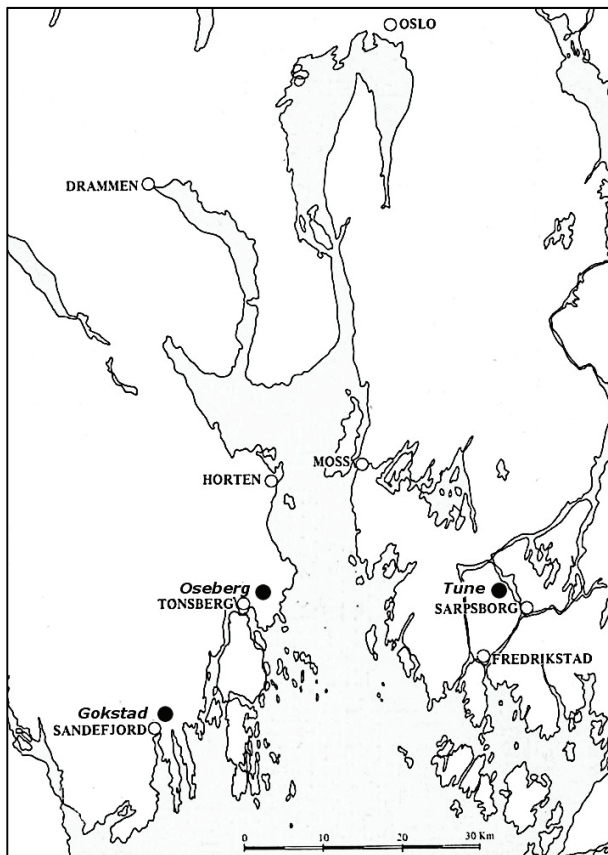 OSLO
DRAMMEN
MOSS
HORTEN
Oseberg
TONSBERG
Tune
SARPSBORG
FREDRIKSTAD
Gokstad
SANDEFJORD
0 10 20 30 Km